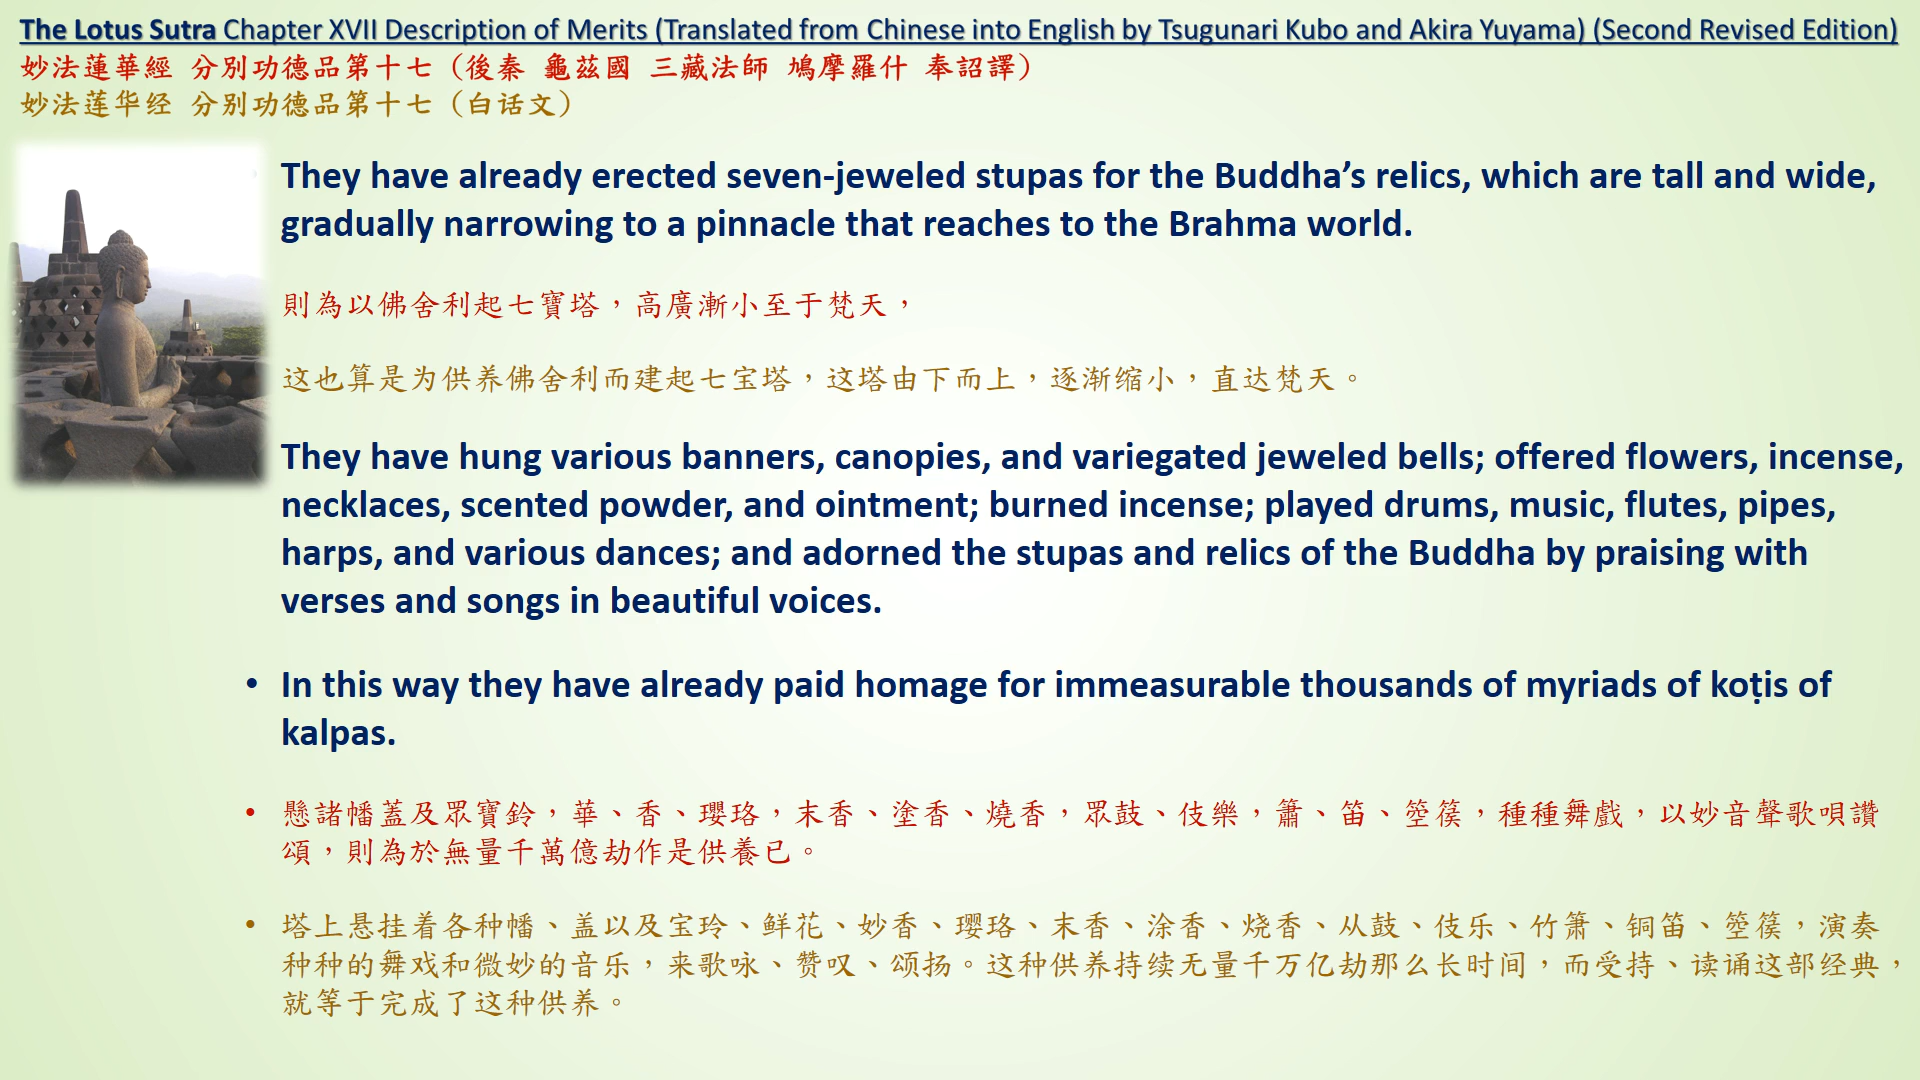 The Lotus Sutra Chapter XVII Description of Merits (Translated from Chinese into English by Tsugunari Kubo and Akira Yuyama) (Second Revised Edition)
妙法蓮華經 分別功德品第十七（後秦 龜茲國 三藏法師 鳩摩羅什 奉詔譯）
妙法莲华经 分别功德品第十七（白话文）
They have already erected seven-jeweled stupas for the Buddha’s relics, which are tall and wide,
gradually narrowing to a pinnacle that reaches to the Brahma world.
則為以佛舍利起七寶塔，高廣漸小至于梵天，
这也算是为供养佛舍利而建起七宝塔，这塔由下而上，逐渐缩小，直达梵天。
They have hung various banners, canopies, and variegated jeweled bells; offered flowers, incense,
necklaces, scented powder, and ointment; burned incense; played drums, music, flutes, pipes,
harps, and various dances; and adorned the stupas and relics of the Buddha by praising with
verses and songs in beautiful voices.
• In this way they have already paid homage for immeasurable thousands of myriads of koṭis of
kalpas.
• 懸諸幡蓋及眾寶鈴，華、香、瓔珞，末香、塗香、燒香，眾鼓、伎樂，簫、笛、箜篌，種種舞戲，以妙音聲歌唄讚
頌，則為於無量千萬億劫作是供養已。
• 塔上悬挂着各种幡、盖以及宝玲、鲜花、妙香、璎珞、末香、涂香、烧香、从鼓、伎乐、竹箫、铜笛、箜篌，演奏
种种的舞戏和微妙的音乐，来歌咏、赞叹、颂扬。这种供养持续无量千万亿劫那么长时间，而受持、读诵这部经典，
就等于完成了这种供养。